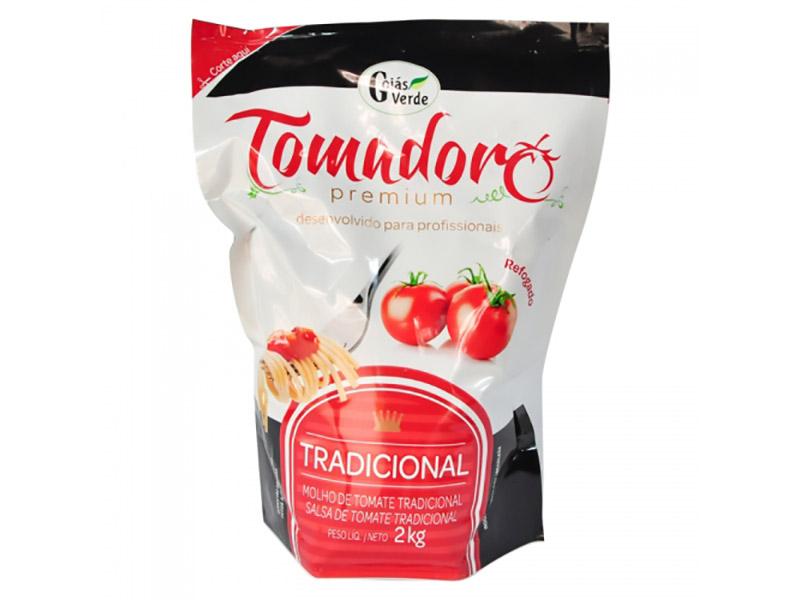 Corte aqui
Goiás
Verde
Tomadoro
premium
desenvolvido para profissionais
Refogado
TRADICIONAL
MOLHO DE TOMATE TRADICIONAL
SALSA DE TOMATE TRADICIONAL
PESO LÍQ. / NETO 2kg